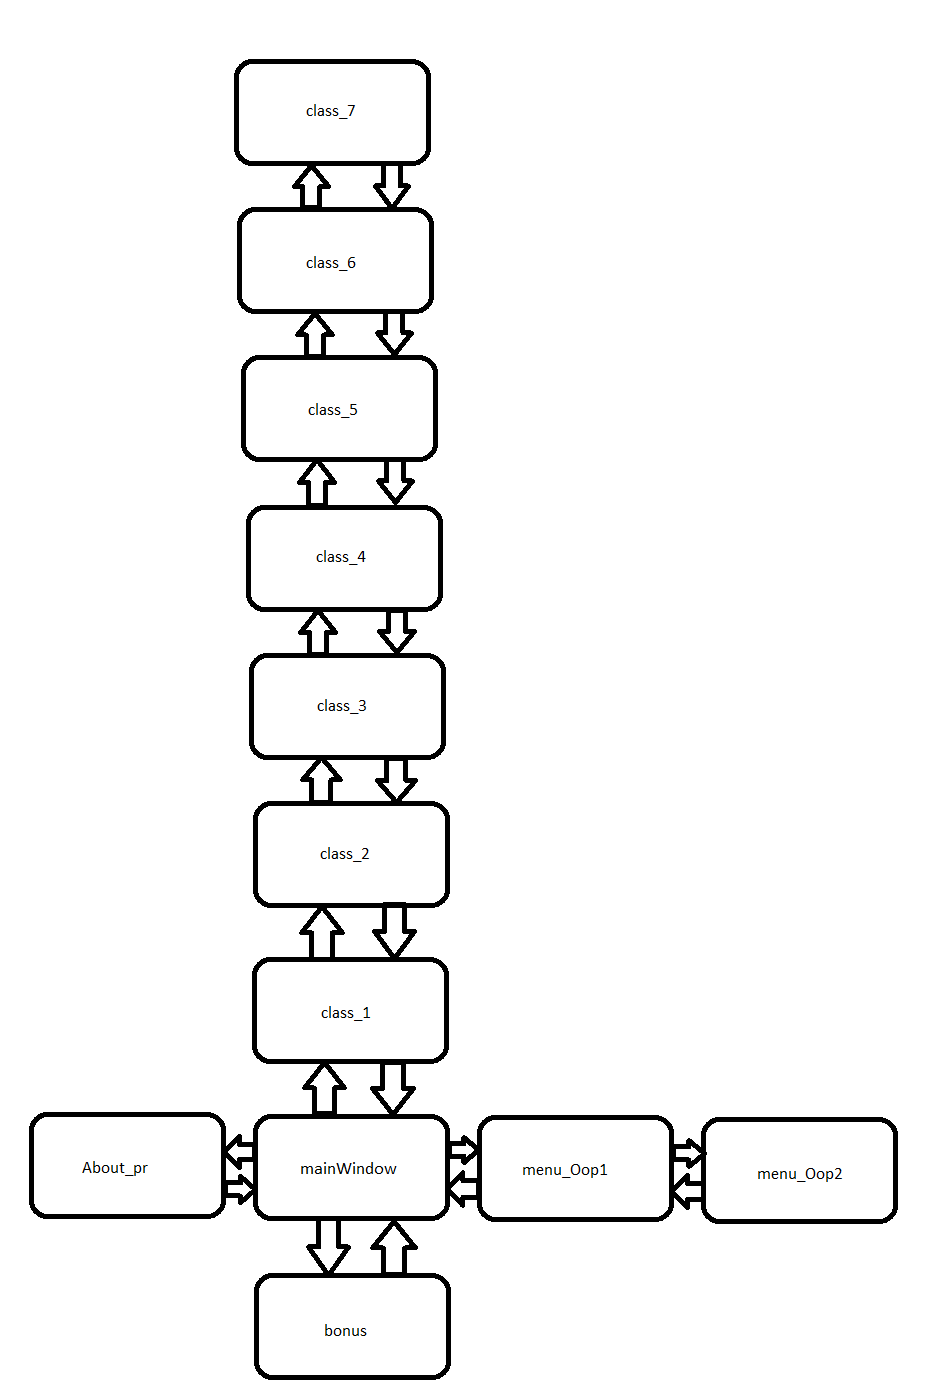 class_7
class_6
class_5
class_4
class_3
class_2
class_1
About_pr
mainWindow
menu_Oop1
menu_Oop2
bonus